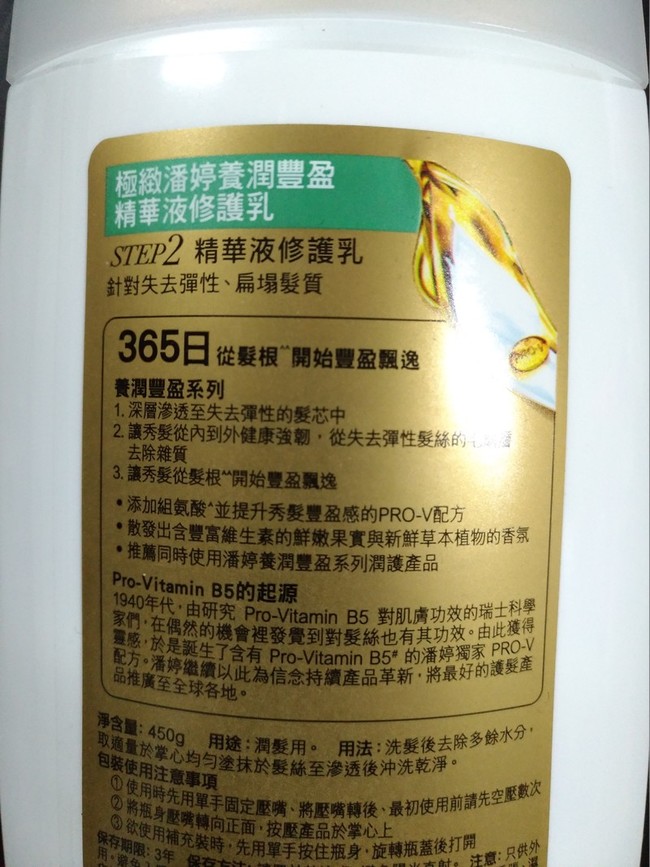 極緻潘婷養潤豐盈
精華液修護乳
STEP2 精華液修護乳
針對失去彈性、扁塌髮質
PRO-V
365日 從髮根^^開始豐盈飄逸
養潤豐盈系列
1. 深層滲透至失去彈性的髮芯中
2. 讓秀髮從內到外健康強韌，從失去彈性髮絲的
去除雜質
3. 讓秀髮從髮根^^開始豐盈飄逸
• 添加組氨酸^並提升秀髮豐盈感的PRO-V配方
• 散發出含豐富維生素的鮮嫩果實與新鮮草本植物的香氛
• 推薦同時使用潘婷養潤豐盈系列潤護產品
Pro-Vitamin B5的起源
1940年代，由研究 Pro-Vitamin B5 對肌膚功效的瑞士科學
家們，在偶然的機會裡發覺到對髮絲也有其功效。由此獲得
靈感，於是誕生了含有 Pro-Vitamin B5# 的潘婷獨家 PRO-V
配方。潘婷繼續以此為信念持續產品革新，將最好的護髮產
品推廣至全球各地。
淨含量: 450g 用途：潤髮用。 用法：洗髮後去除多餘水分，
取適量於掌心均勻塗抹於髮絲至滲透後沖洗乾淨。
包裝使用注意事項
①使用時先用單手固定壓嘴、將壓嘴轉後、最初使用前請先空壓數次
②將瓶身壓嘴轉向正面，按壓產品於掌心上
③欲使用補充裝時，先用單手按住瓶身，旋轉瓶蓋後打開
保存期限: 3年 保存方法: 注意: 只供外